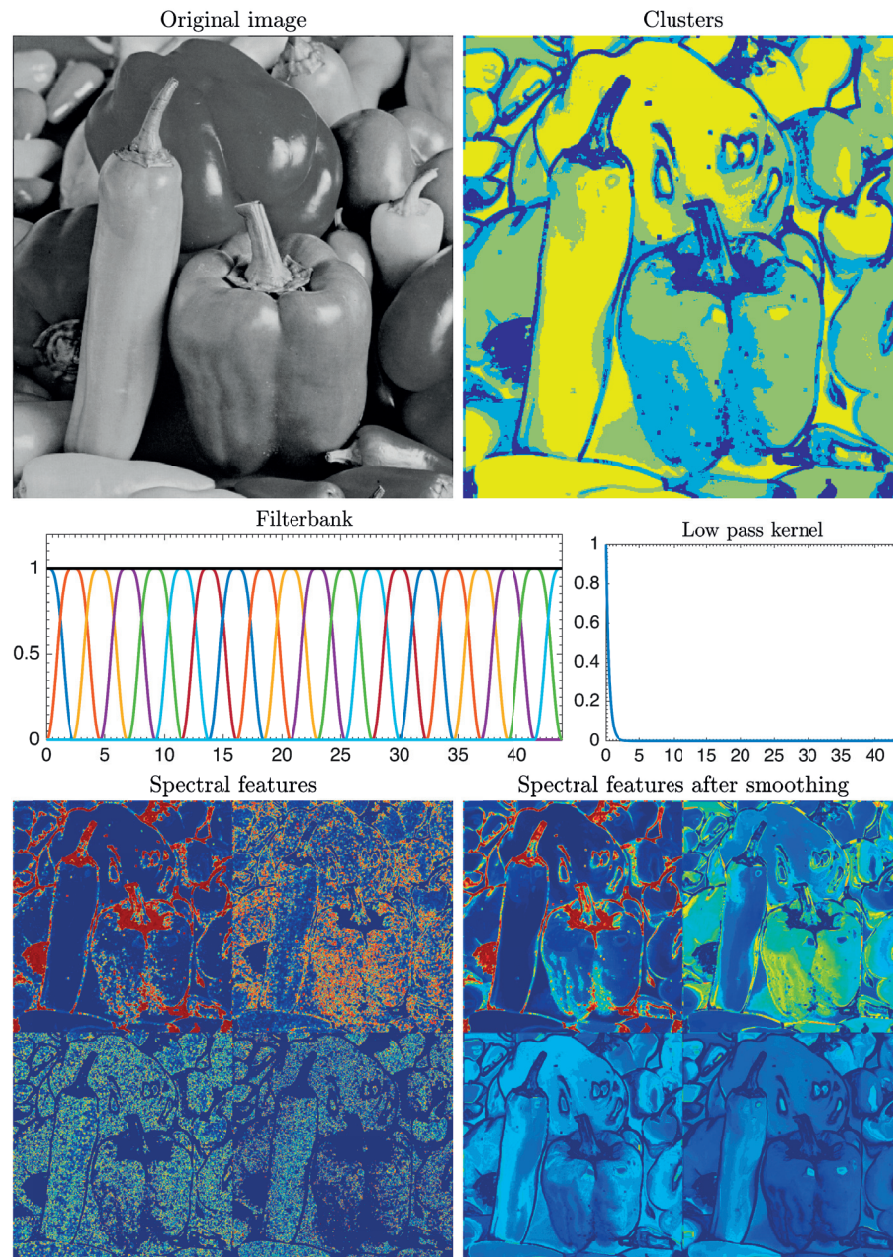 Original image
Clusters
Filterbank
Low pass kernel
1
0.5
0
0 5 10 15 20 25 30 35 40
1
0.8
0.6
0.4
0.2
0
0 5 10 15 20 25 30 35 40
Spectral features
Spectral features after smoothing